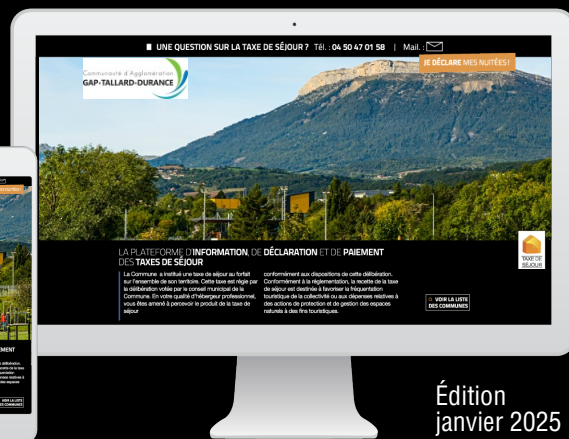 UNE QUESTION SUR LA TAXE DE SÉJOUR ? Tél. : 04 50 47 01 58 | Mail. :
JE DÉCLARE MES NUITÉES !
Communauté d'Agglomération
GAP-TALLARD-DURANCE
TAXE DE
SÉJOUR
LA PLATEFORME D'INFORMATION, DE DÉCLARATION ET DE PAIEMENT
DES TAXES DE SÉJOUR
La Commune a institué une taxe de séjour au forfait
sur l'ensemble de son territoire. Cette taxe est régie par
la délibération votée par le conseil municipal de la
Commune. En votre qualité d'hébergeur professionnel,
vous êtes amené à percevoir le produit de la taxe de
séjour
conformément aux dispositions de cette délibération.
Conformément à la réglementation, la recette de la taxe
de séjour est destinée à favoriser la fréquentation
touristique de la collectivité ou aux dépenses relatives à
des actions de protection et de gestion des espaces
naturels à des fins touristiques.
VOIR LA LISTE
DES COMMUNES
VOIR LA LISTE
DES COMMUNES
Édition
janvier 2025